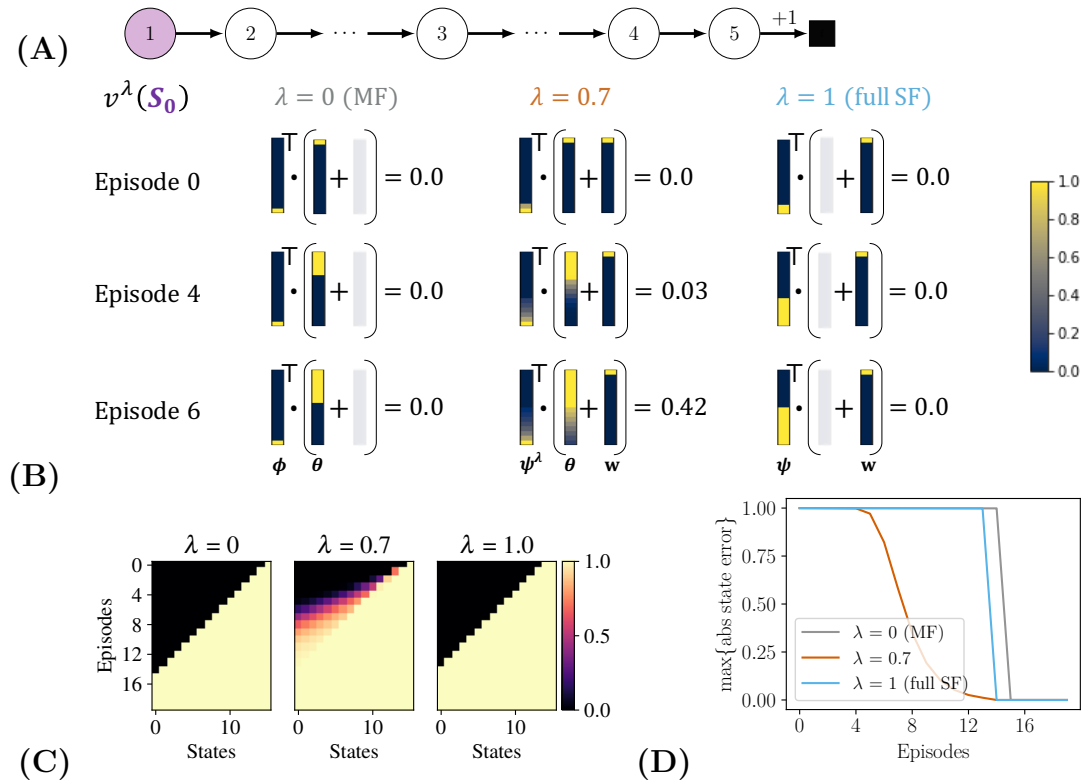 (A)
1 2 ··· 3 ··· 4 5 +1
v^λ(S_0) λ = 0 (MF) λ = 0.7 λ = 1 (full SF)
Episode 0 ⊤ · ( + ) = 0.0 ⊤ · ( + ) = 0.0 ⊤ · ( + ) = 0.0
Episode 4 ⊤ · ( + ) = 0.0 ⊤ · ( + ) = 0.03 ⊤ · ( + ) = 0.0
Episode 6 ⊤ · ( + ) = 0.0 ⊤ · ( + ) = 0.42 ⊤ · ( + ) = 0.0
ϕ θ ψ^λ θ w ψ w
1.0
0.8
0.6
0.4
0.2
0.0
(B)
λ = 0 λ = 0.7 λ = 1.0
Episodes
0
4
8
12
16
0 10 0 10 0 10
States States States
1.0
0.5
0.0
(C)
max{abs state error}
1.00
0.75
0.50
0.25
0.00
λ = 0 (MF)
λ = 0.7
λ = 1 (full SF)
0 4 8 12 16
Episodes
(D)